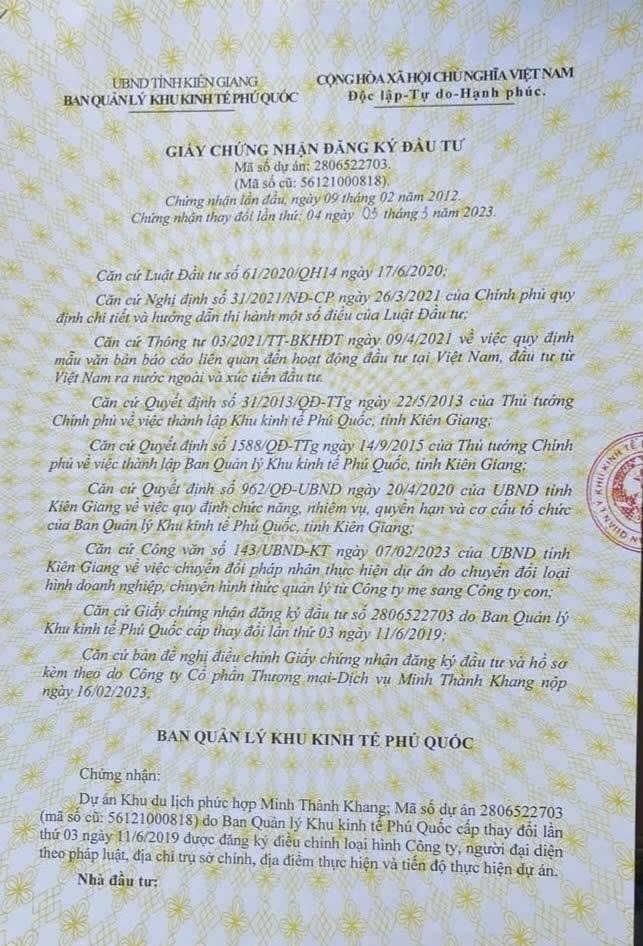 UBND TỈNH KIÊN GIANG
BAN QUẢN LÝ KHU KINH TẾ PHÚ QUỐC
CỘNG HÒA XÃ HỘI CHỦ NGHĨA VIỆT NAM
Độc lập-Tự do-Hạnh phúc.
GIẤY CHỨNG NHẬN ĐĂNG KÝ ĐẦU TƯ
Mã số dự án: 2806522703.
(Mã số cũ: 56121000818).
Chứng nhận lần đầu, ngày 09 tháng 02 năm 2012.
Chứng nhận thay đổi lần thứ: 04 ngày 03 tháng 3 năm 2023.
Căn cứ Luật Đầu tư số 61/2020/QH14 ngày 17/6/2020;
Căn cứ Nghị định số 31/2021/NĐ-CP ngày 26/3/2021 của Chính phủ quy
định chi tiết và hướng dẫn thi hành một số điều của Luật Đầu tư;
Căn cứ Thông tư 03/2021/TT-BKHĐT ngày 09/4/2021 về việc quy định
mẫu văn bản báo cáo liên quan đến hoạt động đầu tư tại Việt Nam, đầu tư từ
Việt Nam ra nước ngoài và xúc tiến đầu tư.
Căn cứ Quyết định số 31/2013/QĐ-TTg ngày 22/5/2013 của Thủ tướng
Chính phủ về việc thành lập Khu kinh tế Phú Quốc, tỉnh Kiên Giang;
Căn cứ Quyết định số 1588/QĐ-TTg ngày 14/9/2015 của Thủ tướng Chính
phủ về việc thành lập Ban Quản lý Khu kinh tế Phú Quốc, tỉnh Kiên Giang;
Căn cứ Quyết định số 962/QĐ-UBND ngày 20/4/2020 của UBND tỉnh
Kiên Giang về việc quy định chức năng, nhiệm vụ, quyền hạn và cơ cấu tổ chức
của Ban Quản lý Khu kinh tế Phú Quốc, tỉnh Kiên Giang;
Căn cứ Công văn số 143/UBND-KT ngày 07/02/2023 của UBND tỉnh
Kiên Giang về việc chuyển đổi pháp nhân thực hiện dự án do chuyển đổi loại
hình doanh nghiệp, chuyển hình thức quản lý từ Công ty mẹ sang Công ty con;
Căn cứ Giấy chứng nhận đăng ký đầu tư số 2806522703 do Ban Quản lý
Khu kinh tế Phú Quốc cấp thay đổi lần thứ 03 ngày 11/6/2019;
Căn cứ bản đề nghị điều chỉnh Giấy chứng nhận đăng ký đầu tư và hồ sơ
kèm theo do Công ty Cổ phần Thương mại-Dịch vụ Minh Thành Khang nộp
ngày 16/02/2023,
BAN QUẢN LÝ KHU KINH TẾ PHÚ QUỐC
Chứng nhận:
Dự án Khu du lịch phức hợp Minh Thành Khang; Mã số dự án 2806522703
(mã số cũ: 56121000818) do Ban Quản lý Khu kinh tế Phú Quốc cấp thay đổi lần
thứ 03 ngày 11/6/2019 được đăng ký điều chỉnh loại hình Công ty, người đại diện
theo pháp luật, địa chỉ trụ sở chính, địa điểm thực hiện và tiến độ thực hiện dự án.
Nhà đầu tư: